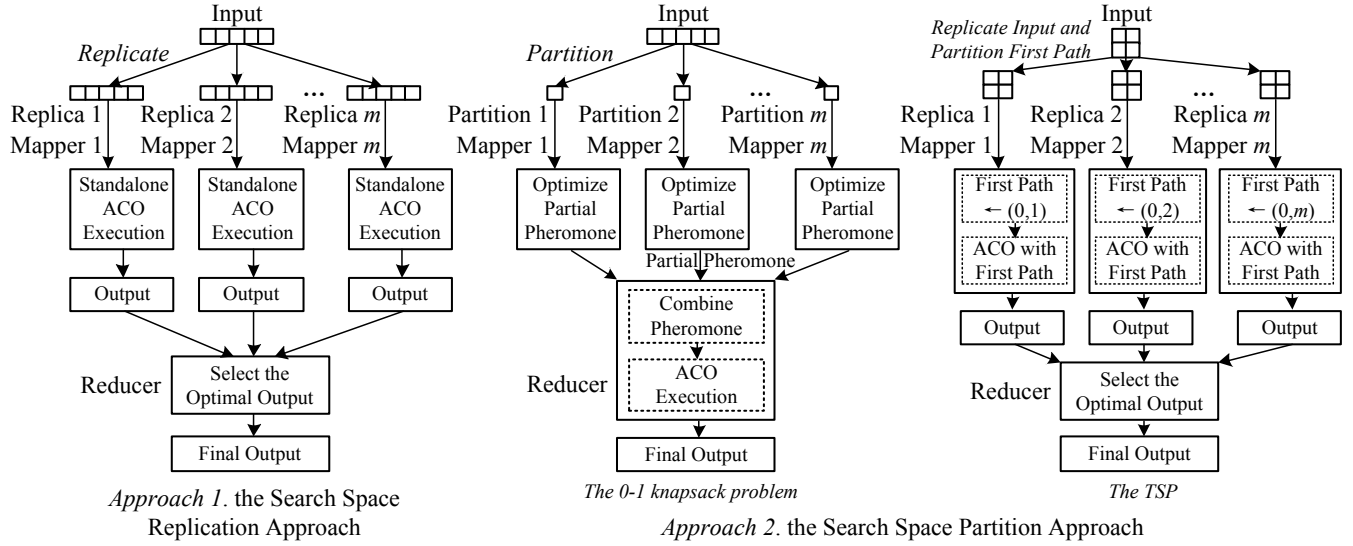 Input
Replicate
...
Replica 1
Replica 2
Replica m
Mapper 1
Mapper 2
Mapper m
Standalone
ACO
Execution
Standalone
ACO
Execution
Standalone
ACO
Execution
Output
Output
Output
Reducer
Select the
Optimal Output
Final Output
Approach 1. the Search Space
Replication Approach
Input
Partition
...
Partition 1
Partition 2
Partition m
Mapper 1
Mapper 2
Mapper m
Optimize
Partial
Pheromone
Optimize
Partial
Pheromone
Optimize
Partial
Pheromone
Partial Pheromone
Combine
Pheromone
Reducer
ACO
Execution
Final Output
The 0-1 knapsack problem
Input
Replicate Input and
Partition First Path
...
Replica 1
Replica 2
Replica m
Mapper 1
Mapper 2
Mapper m
First Path
← (0,1)
ACO with
First Path
First Path
← (0,2)
ACO with
First Path
First Path
← (0,m)
ACO with
First Path
Output
Output
Output
Reducer
Select the
Optimal Output
Final Output
The TSP
Approach 2. the Search Space Partition Approach